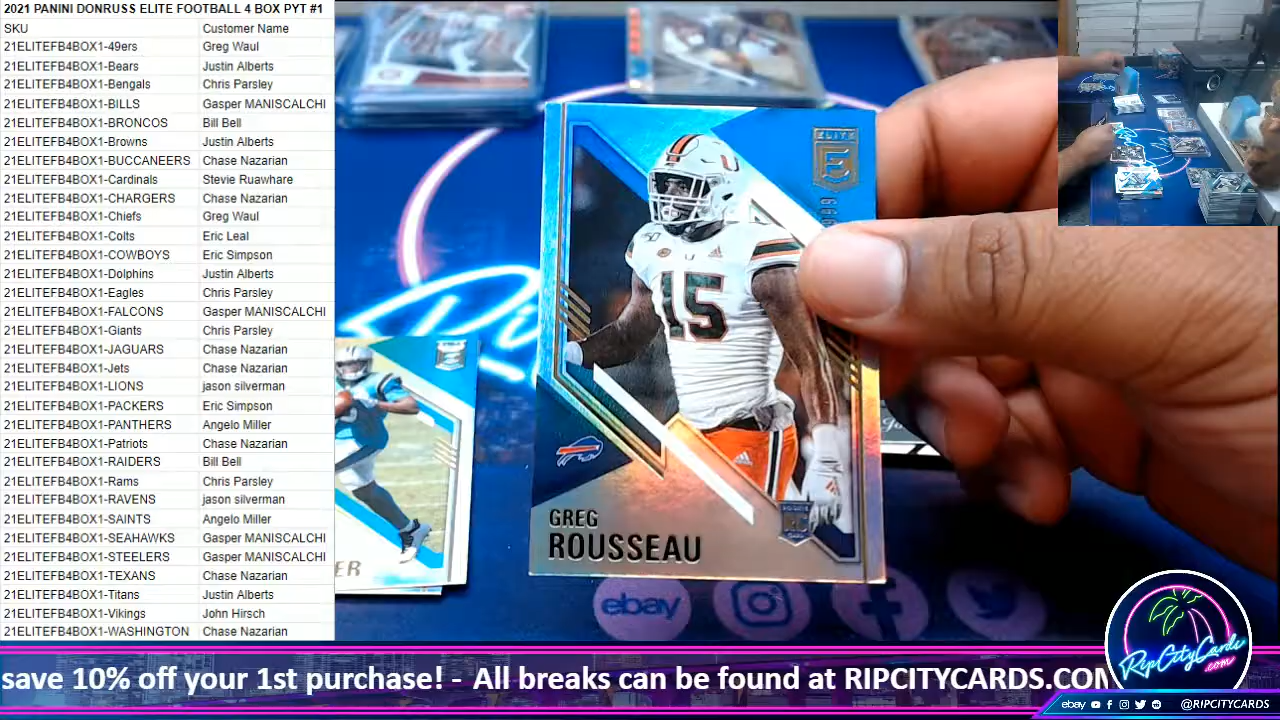 2021 PANINI DONRUSS ELITE FOOTBALL 4 BOX PYT #1
SKU Customer Name
21ELITEFB4BOX1-49ers Greg Waul
21ELITEFB4BOX1-Bears Justin Alberts
21ELITEFB4BOX1-Bengals Chris Parsley
21ELITEFB4BOX1-BILLS Gasper MANISCALCHI
21ELITEFB4BOX1-BRONCOS Bill Bell
21ELITEFB4BOX1-Browns Justin Alberts
21ELITEFB4BOX1-BUCCANEERS Chase Nazarian
21ELITEFB4BOX1-Cardinals Stevie Ruawhare
21ELITEFB4BOX1-CHARGERS Chase Nazarian
21ELITEFB4BOX1-Chiefs Greg Waul
21ELITEFB4BOX1-Colts Eric Leal
21ELITEFB4BOX1-COWBOYS Eric Simpson
21ELITEFB4BOX1-Dolphins Justin Alberts
21ELITEFB4BOX1-Eagles Chris Parsley
21ELITEFB4BOX1-FALCONS Gasper MANISCALCHI
21ELITEFB4BOX1-Giants Chris Parsley
21ELITEFB4BOX1-JAGUARS Chase Nazarian
21ELITEFB4BOX1-Jets Chase Nazarian
21ELITEFB4BOX1-LIONS jason silverman
21ELITEFB4BOX1-PACKERS Eric Simpson
21ELITEFB4BOX1-PANTHERS Angelo Miller
21ELITEFB4BOX1-Patriots Chase Nazarian
21ELITEFB4BOX1-RAIDERS Bill Bell
21ELITEFB4BOX1-Rams Chris Parsley
21ELITEFB4BOX1-RAVENS jason silverman
21ELITEFB4BOX1-SAINTS Angelo Miller
21ELITEFB4BOX1-SEAHAWKS Gasper MANISCALCHI
21ELITEFB4BOX1-STEELERS Gasper MANISCALCHI
21ELITEFB4BOX1-TEXANS Chase Nazarian
21ELITEFB4BOX1-Titans Justin Alberts
21ELITEFB4BOX1-Vikings John Hirsch
21ELITEFB4BOX1-WASHINGTON Chase Nazarian
ELITE
E
15
RC
GREG
ROUSSEAU
ER
ebay
RipCityCards
.com
save 10% off your 1st purchase! - All breaks can be found at RIPCITYCARDS.COM
ebay @RIPCITYCARDS